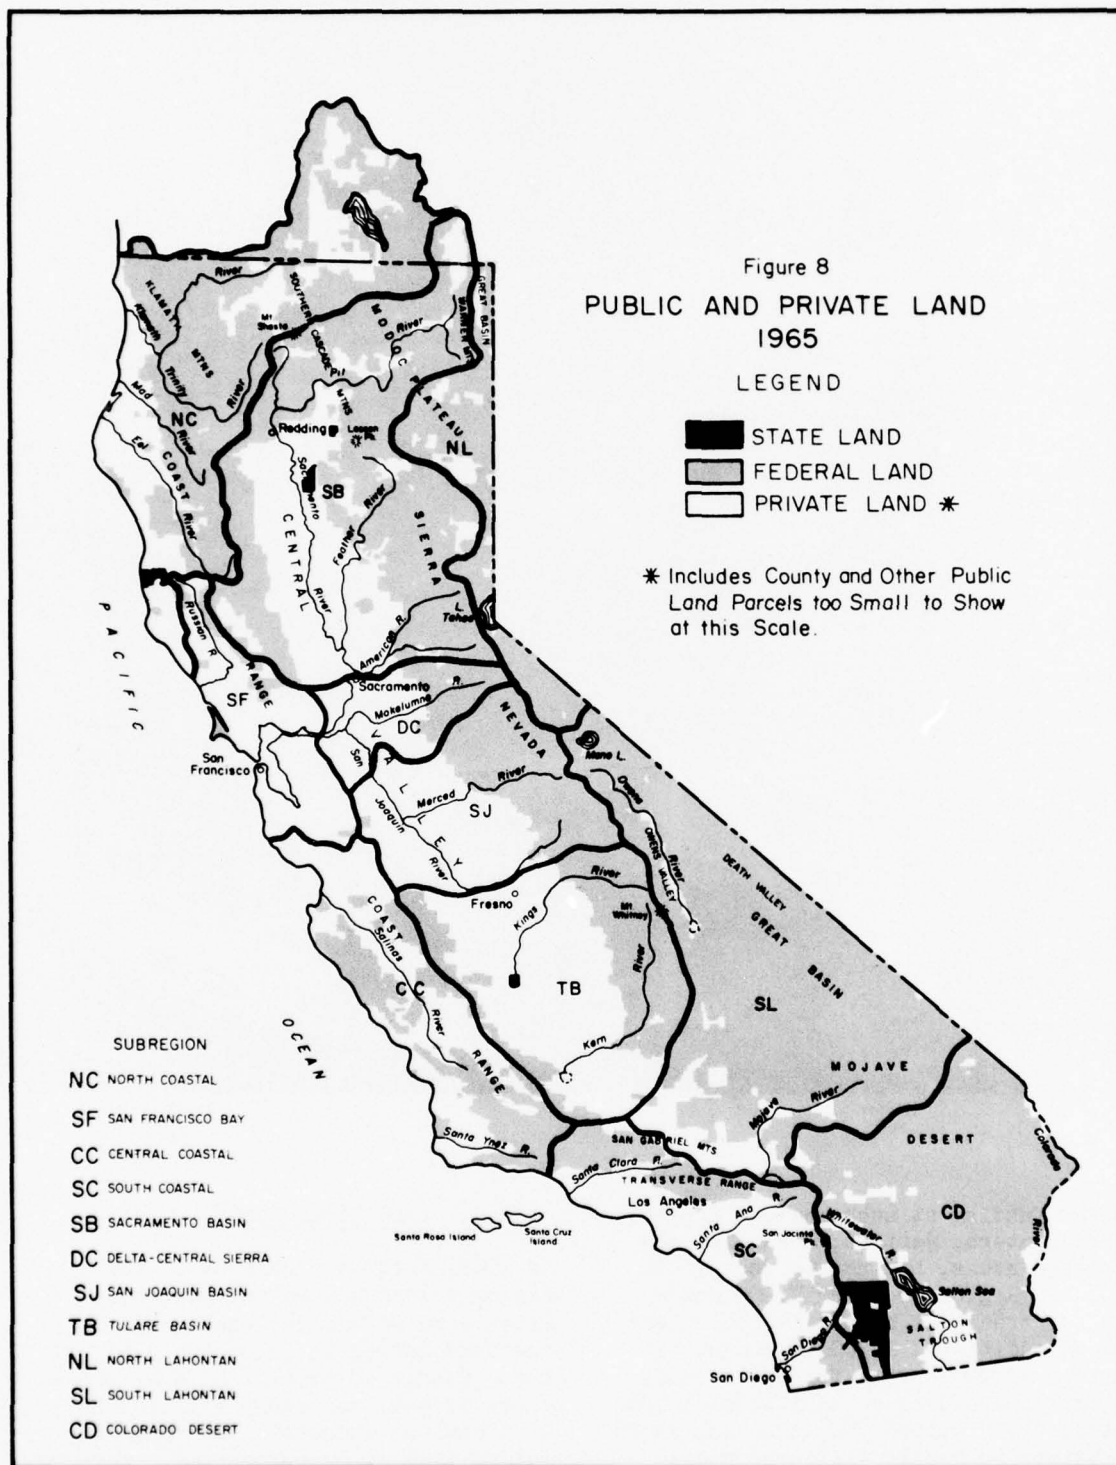 Figure 8
PUBLIC AND PRIVATE LAND
1965
LEGEND
STATE LAND
FEDERAL LAND
PRIVATE LAND *
* Includes County and Other Public
Land Parcels too Small to Show
at this Scale.
KLAMATH
MTNS
River
Klamath
Trinity
River
Mt
Shasta
SOUTHERN
CASCADE
MTNS
MODOC
PLATEAU
River
Pit
WARREN MTS
GREAT BASIN
Mad
River
NC
Eel
River
COAST
RANGE
Redding
Lassen
Pk.
NL
SB
Sacramento
River
CENTRAL
VALLEY
Feather
River
SIERRA
NEVADA
L.
Tahoe
American R.
Russian R
SF
Sacramento
Mokelumne R.
DC
San
Joaquin
River
San
Francisco
Merced
River
SJ
Mono L.
Owens
River
OWENS VALLEY
DEATH VALLEY
GREAT
BASIN
Fresno
Kings
River
Mt
Whitney
River
Kern
TB
SL
COAST
RANGE
Salinas
River
CC
PACIFIC
OCEAN
MOJAVE
DESERT
Mojave
River
Colorado
River
Santa Ynez R.
SAN GABRIEL MTS
Santa Clara R.
TRANSVERSE RANGE
Los Angeles
Santa Ana R.
Santa Rosa Island
Santa Cruz
Island
SC
San Jacinto
Pk.
Whitewater R.
CD
Salton Sea
SALTON
TROUGH
San Diego R.
San Diego
SUBREGION
NC NORTH COASTAL
SF SAN FRANCISCO BAY
CC CENTRAL COASTAL
SC SOUTH COASTAL
SB SACRAMENTO BASIN
DC DELTA-CENTRAL SIERRA
SJ SAN JOAQUIN BASIN
TB TULARE BASIN
NL NORTH LAHONTAN
SL SOUTH LAHONTAN
CD COLORADO DESERT